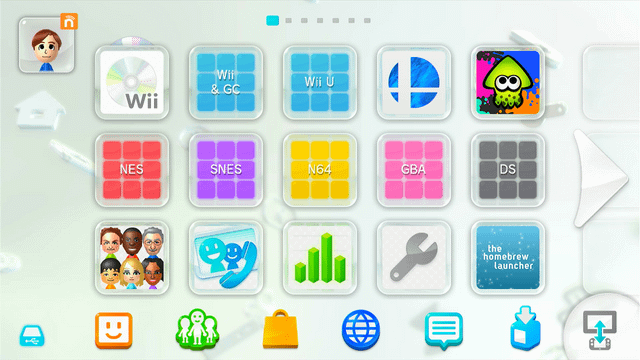 Wii
Wii
& GC
Wii U
NES
SNES
N64
GBA
DS
the
homebrew
launcher